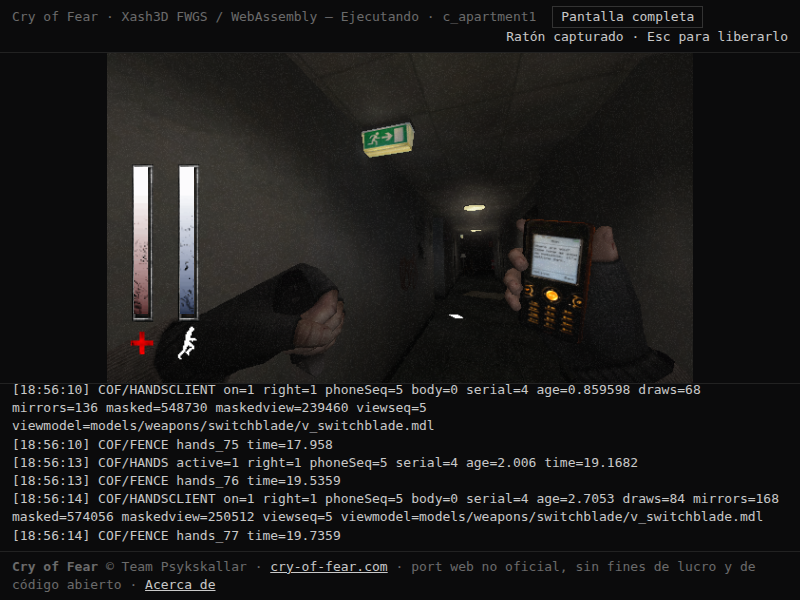 Cry of Fear · Xash3D FWGS / WebAssembly — Ejecutando · c_apartment1
Pantalla completa
Ratón capturado · Esc para liberarlo
[18:56:10] COF/HANDSCLIENT on=1 right=1 phoneSeq=5 body=0 serial=4 age=0.859598 draws=68
mirrors=136 masked=548730 maskedview=239460 viewseq=5
viewmodel=models/weapons/switchblade/v_switchblade.mdl
[18:56:10] COF/FENCE hands_75 time=17.958
[18:56:13] COF/HANDS active=1 right=1 phoneSeq=5 serial=4 age=2.006 time=19.1682
[18:56:13] COF/FENCE hands_76 time=19.5359
[18:56:14] COF/HANDSCLIENT on=1 right=1 phoneSeq=5 body=0 serial=4 age=2.7053 draws=84 mirrors=168
masked=574056 maskedview=250512 viewseq=5 viewmodel=models/weapons/switchblade/v_switchblade.mdl
[18:56:14] COF/FENCE hands_77 time=19.7359
Cry of Fear © Team Psykskallar · cry-of-fear.com · port web no oficial, sin fines de lucro y de
código abierto · Acerca de